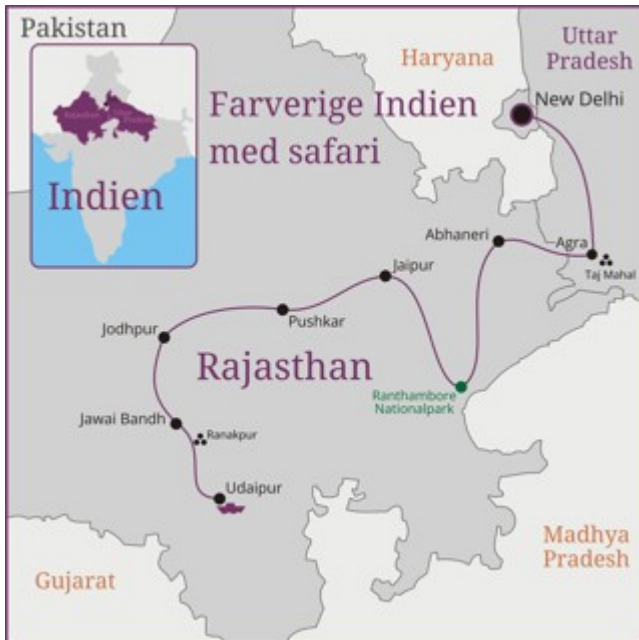 Pakistan
Haryana
Uttar
Pradesh
Farverige Indien
med safari
New Delhi
Rajasthan
Indien
Abhaneri
Agra
Taj Mahal
Jaipur
Pushkar
Jodhpur
Rajasthan
Ranthambore
Nationalpark
Jawai Bandh
Ranakpur
Udaipur
Madhya
Pradesh
Gujarat